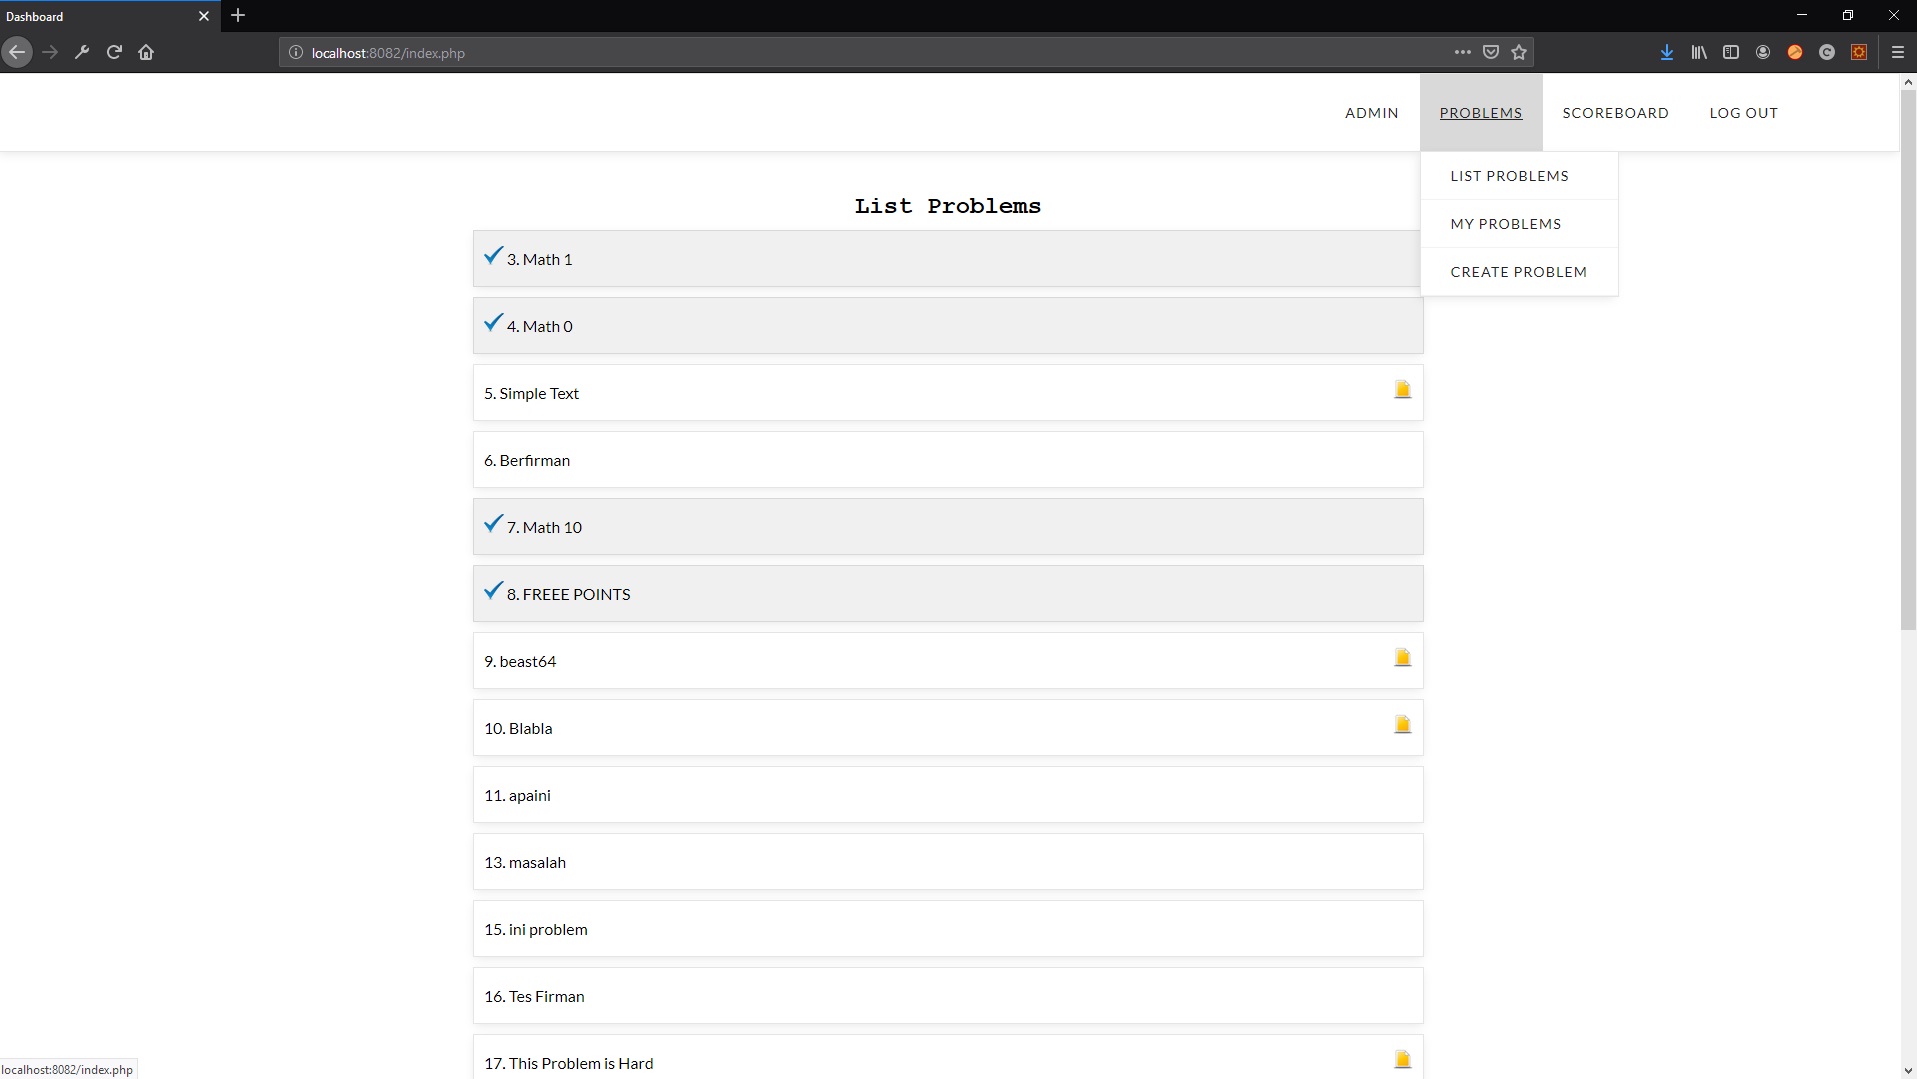 Dashboard
localhost:8082/index.php
ADMIN PROBLEMS SCOREBOARD LOG OUT
LIST PROBLEMS
MY PROBLEMS
CREATE PROBLEM
List Problems
3. Math 1
4. Math 0
5. Simple Text
6. Berfirman
7. Math 10
8. FREEE POINTS
9. beast64
10. Blabla
11. apaini
13. masalah
15. ini problem
16. Tes Firman
17. This Problem is Hard
localhost:8082/index.php